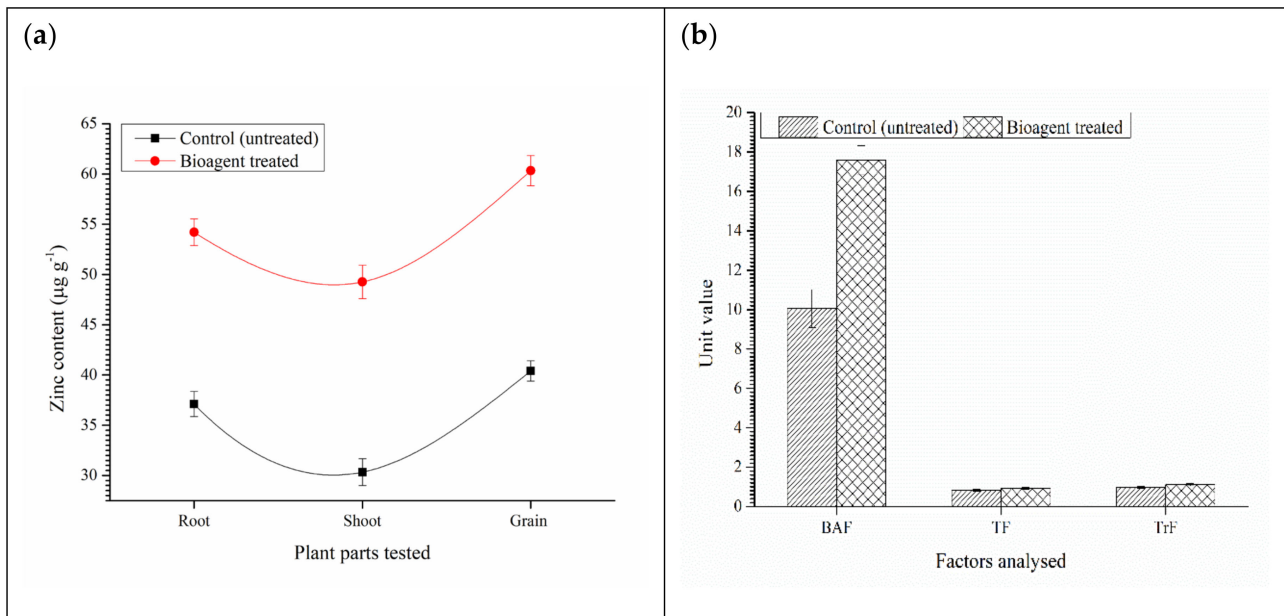 (a)
65
60
55
50
45
40
35
30
Zinc content (µg g⁻¹)
Control (untreated)
Bioagent treated
Root Shoot Grain
Plant parts tested
(b)
20
18
16
14
12
10
8
6
4
2
0
Unit value
Control (untreated) Bioagent treated
BAF TF TrF
Factors analysed